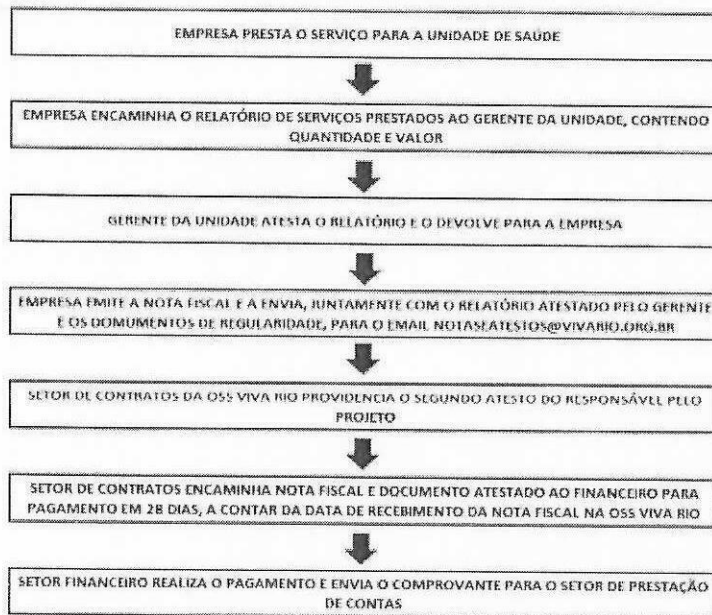 EMPRESA PRESTA O SERVIÇO PARA A UNIDADE DE SAÚDE
EMPRESA ENCAMINHA O RELATÓRIO DE SERVIÇOS PRESTADOS AO GERENTE DA UNIDADE, CONTENDO
QUANTIDADE E VALOR
GERENTE DA UNIDADE ATESTA O RELATÓRIO E O DEVOLVE PARA A EMPRESA
EMPRESA EMITE A NOTA FISCAL E A ENVIA, JUNTAMENTE COM O RELATÓRIO ATESTADO PELO GERENTE
E OS DOMUMENTOS DE REGULARIDADE, PARA O EMAIL NOTASEATESTOS@VIVARIO.ORG.BR
SETOR DE CONTRATOS DA OSS VIVA RIO PROVIDENCIA O SEGUNDO ATESTO DO RESPONSÁVEL PELO
PROJETO
SETOR DE CONTRATOS ENCAMINHA NOTA FISCAL E DOCUMENTO ATESTADO AO FINANCEIRO PARA
PAGAMENTO EM 28 DIAS, A CONTAR DA DATA DE RECEBIMENTO DA NOTA FISCAL NA OSS VIVA RIO
SETOR FINANCEIRO REALIZA O PAGAMENTO E ENVIA O COMPROVANTE PARA O SETOR DE PRESTAÇÃO
DE CONTAS